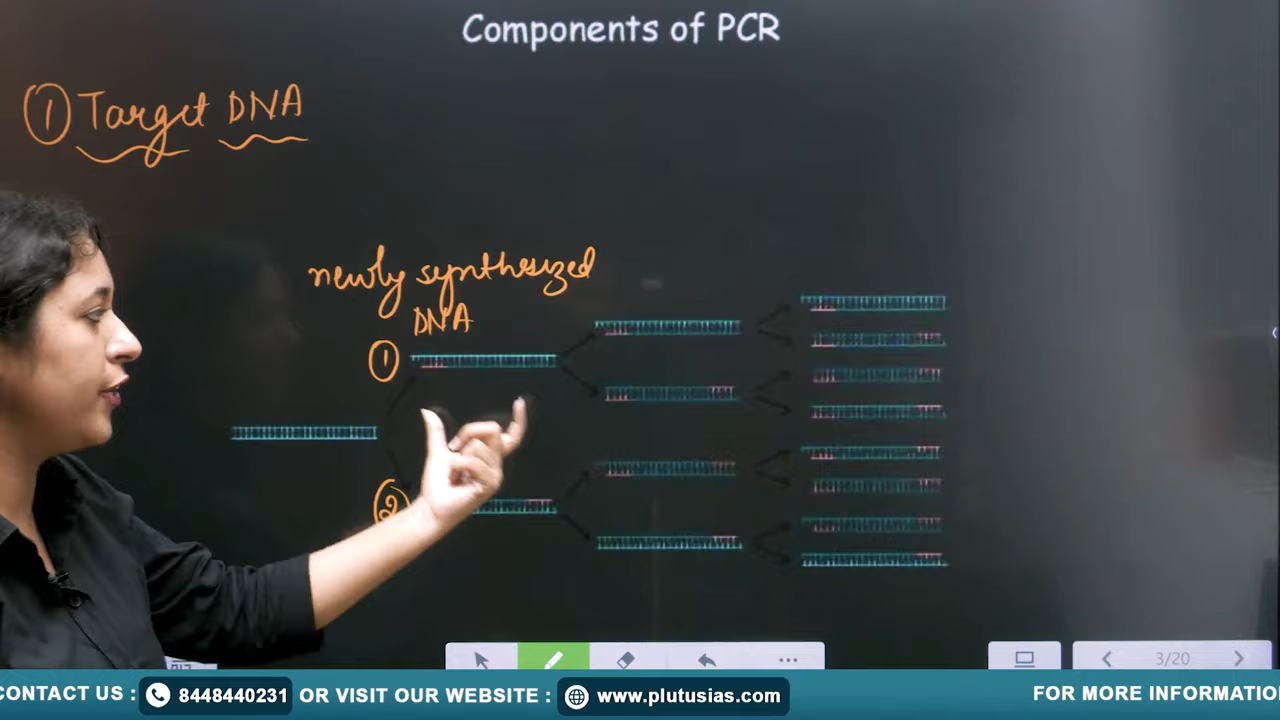 Components of PCR
① Target DNA
newly synthesized
DNA
①
②
3/20
CONTACT US : 8448440231 OR VISIT OUR WEBSITE : www.plutusias.com FOR MORE INFORMATIO